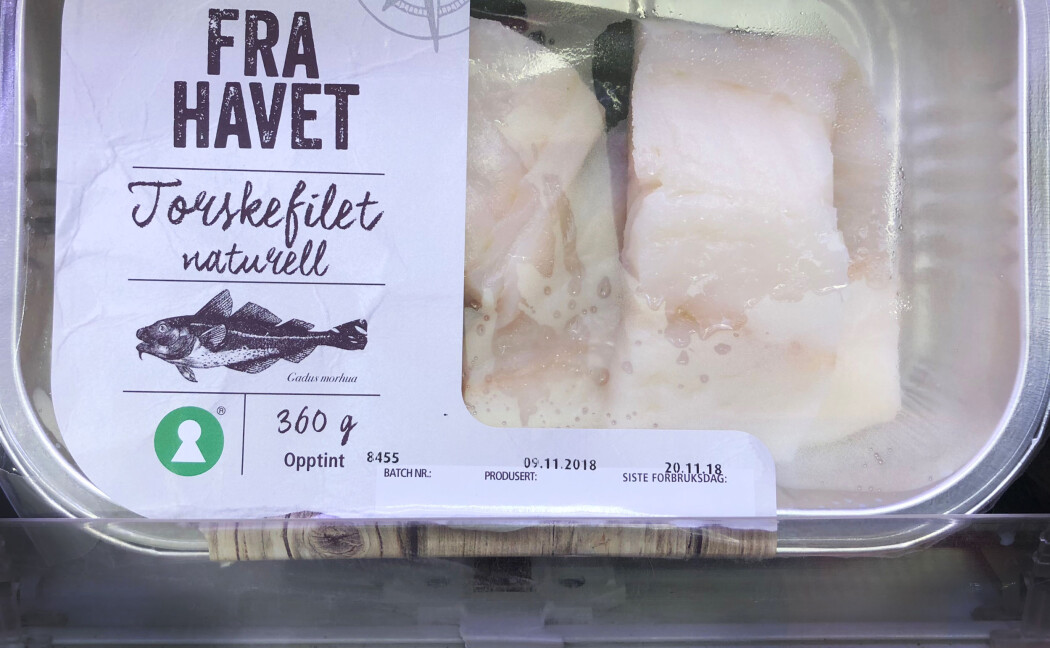 FRA
HAVET
Torskefilet
naturell
Gadus morhua
®
360 g
Opptint
8455
BATCH NR.:
09.11.2018
PRODUSERT:
20.11.18
SISTE FORBRUKSDAG: